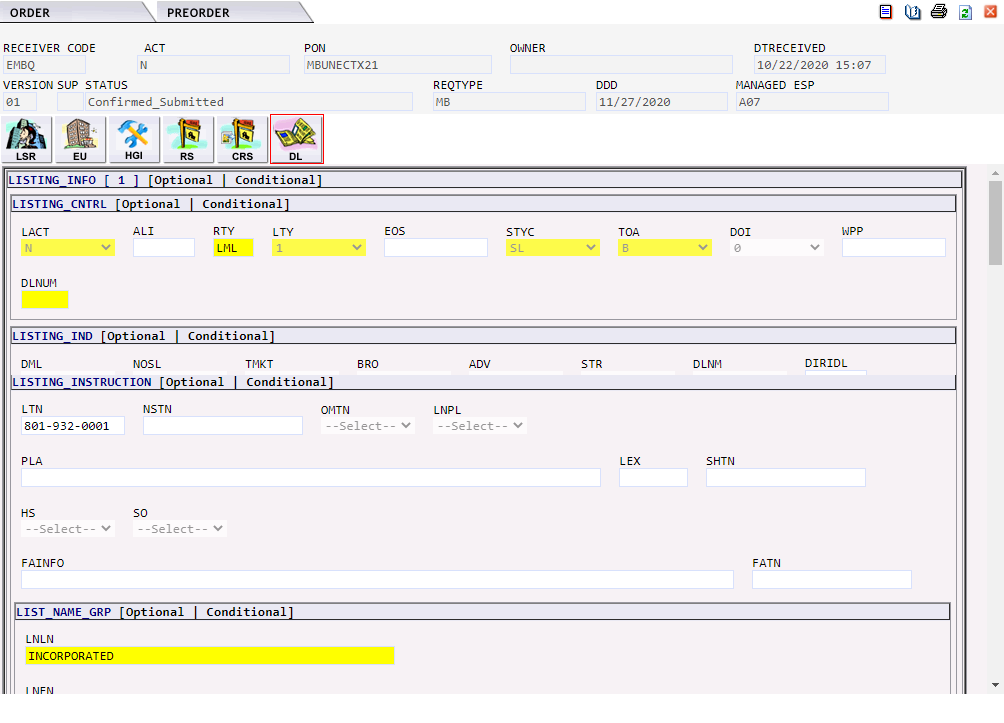 ORDER PREORDER
RECEIVER CODE ACT PON OWNER DTRECEIVED
EMBQ N MBUNECTX21 10/22/2020 15:07
VERSION SUP STATUS REQTYPE DDD MANAGED ESP
01 Confirmed_Submitted MB 11/27/2020 A07
LSR EU HGI RS CRS DL
LISTING_INFO [ 1 ] [Optional | Conditional]
LISTING_CNTRL [Optional | Conditional]
LACT ALI RTY LTY EOS STYC TOA DOI WPP
N LML 1 SL B 0
DLNUM
LISTING_IND [Optional | Conditional]
DML NOSL TMKT BRO ADV STR DLNM DIRIDL
LISTING_INSTRUCTION [Optional | Conditional]
LTN NSTN OMTN LNPL
801-932-0001 --Select-- --Select--
PLA LEX SHTN
HS SO
--Select-- --Select--
FAINFO FATN
LIST_NAME_GRP [Optional | Conditional]
LNLN
INCORPORATED
LNFN